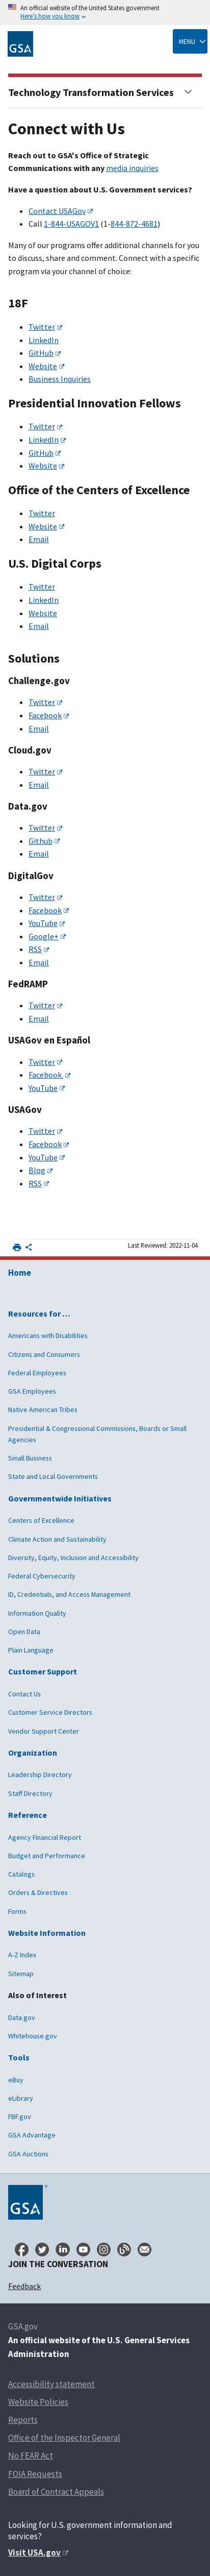 An official website of the United States government
Here's how you know
GSA
MENU
Technology Transformation Services
Connect with Us
Reach out to GSA's Office of Strategic
Communications with any media inquiries
Have a question about U.S. Government services?
Contact USAGov
Call 1-844-USAGOV1 (1-844-872-4681)
Many of our programs offer additional channels for you to
get in touch. Check the list below to communicate with a
specific program via your channel of choice:
18F
Twitter
LinkedIn
GitHub
Website
Business Inquiries
Presidential Innovation Fellows
Twitter
LinkedIn
GitHub
Website
Office of the Centers of Excellence
Twitter
Website
Email
U.S. Digital Corps
Twitter
LinkedIn
Website
Email
Solutions
Challenge.gov
Twitter
Facebook
Email
Cloud.gov
Twitter
Email
Data.gov
Twitter
Github
Email
DigitalGov
Twitter
Facebook
YouTube
Google+
RSS
Email
FedRAMP
Twitter
Email
USAGov en Español
Twitter
Facebook
YouTube
USAGov
Twitter
Facebook
YouTube
Blog
RSS
Last Reviewed: 2022-11-04
Home
Resources for …
Americans with Disabilities
Citizens and Consumers
Federal Employees
GSA Employees
Native American Tribes
Presidential & Congressional Commissions, Boards or Small
Agencies
Small Business
State and Local Governments
Governmentwide Initiatives
Centers of Excellence
Climate Action and Sustainability
Diversity, Equity, Inclusion and Accessibility
Federal Cybersecurity
ID, Credentials, and Access Management
Information Quality
Open Data
Plain Language
Customer Support
Contact Us
Customer Service Directors
Vendor Support Center
Organization
Leadership Directory
Staff Directory
Reference
Agency Financial Report
Budget and Performance
Catalogs
Orders & Directives
Forms
Website Information
A-Z Index
Sitemap
Also of Interest
Data.gov
Whitehouse.gov
Tools
eBuy
eLibrary
FBF.gov
GSA Advantage
GSA Auctions
GSA
JOIN THE CONVERSATION
Feedback
GSA.gov
An official website of the U.S. General Services
Administration
Accessibility statement
Website Policies
Reports
Office of the Inspector General
No FEAR Act
FOIA Requests
Board of Contract Appeals
Looking for U.S. government information and
services?
Visit USA.gov